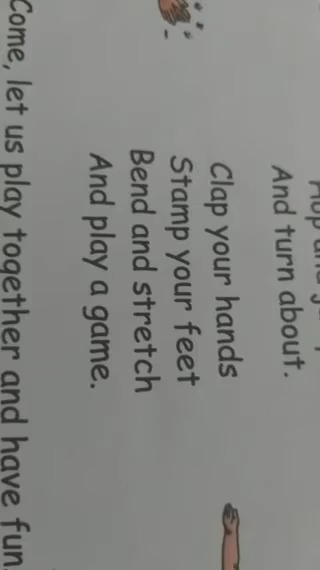 And turn about.
Clap your hands
Stamp your feet
Bend and stretch
And play a game.
Come, let us play together and have fun.